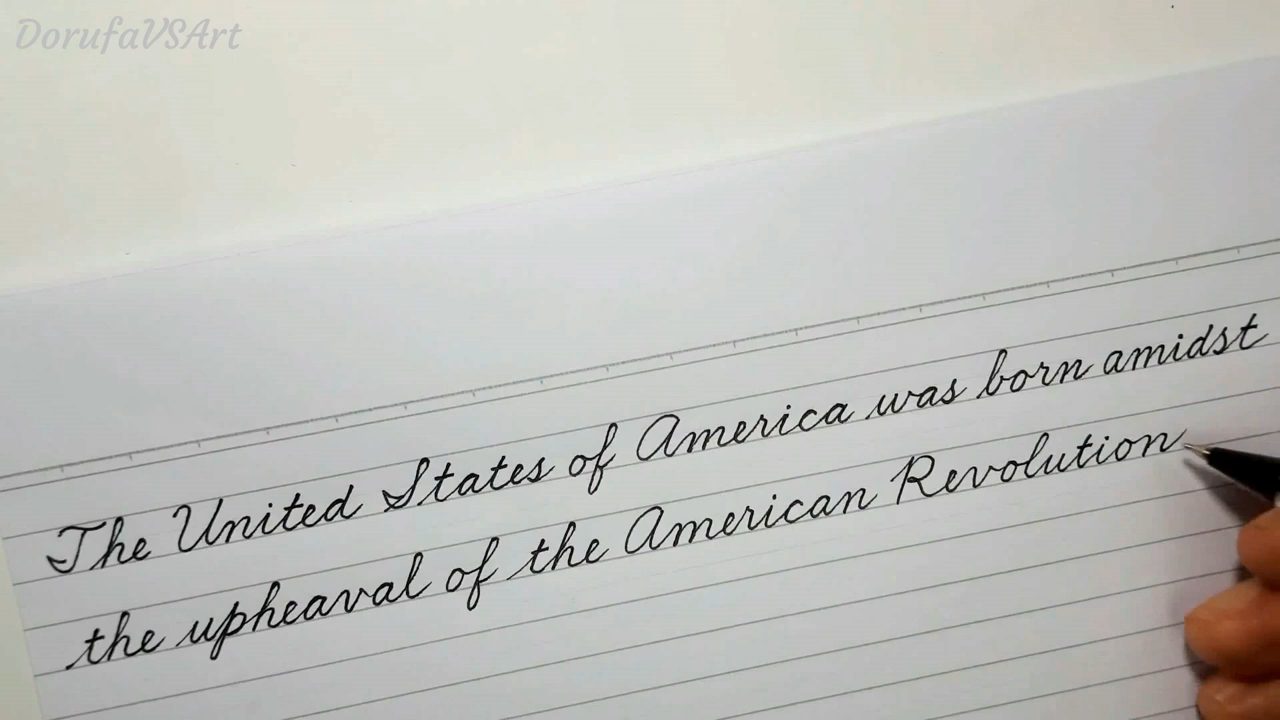 DorufaVSArt
The United States of America was born amidst
the upheaval of the American Revolution